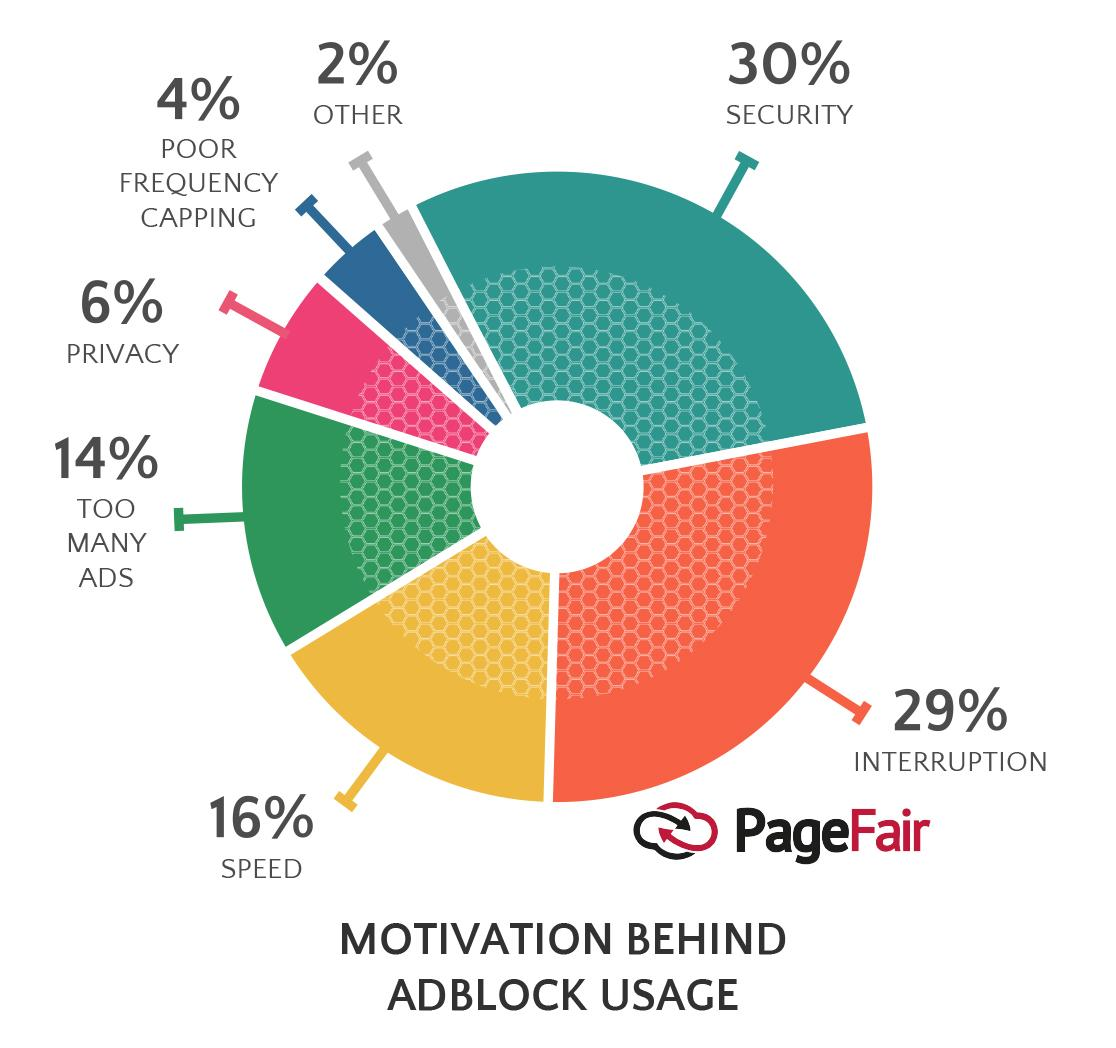 30%
SECURITY
29%
INTERRUPTION
16%
SPEED
14%
TOO
MANY
ADS
6%
PRIVACY
4%
POOR
FREQUENCY
CAPPING
2%
OTHER
PageFair
MOTIVATION BEHIND
ADBLOCK USAGE